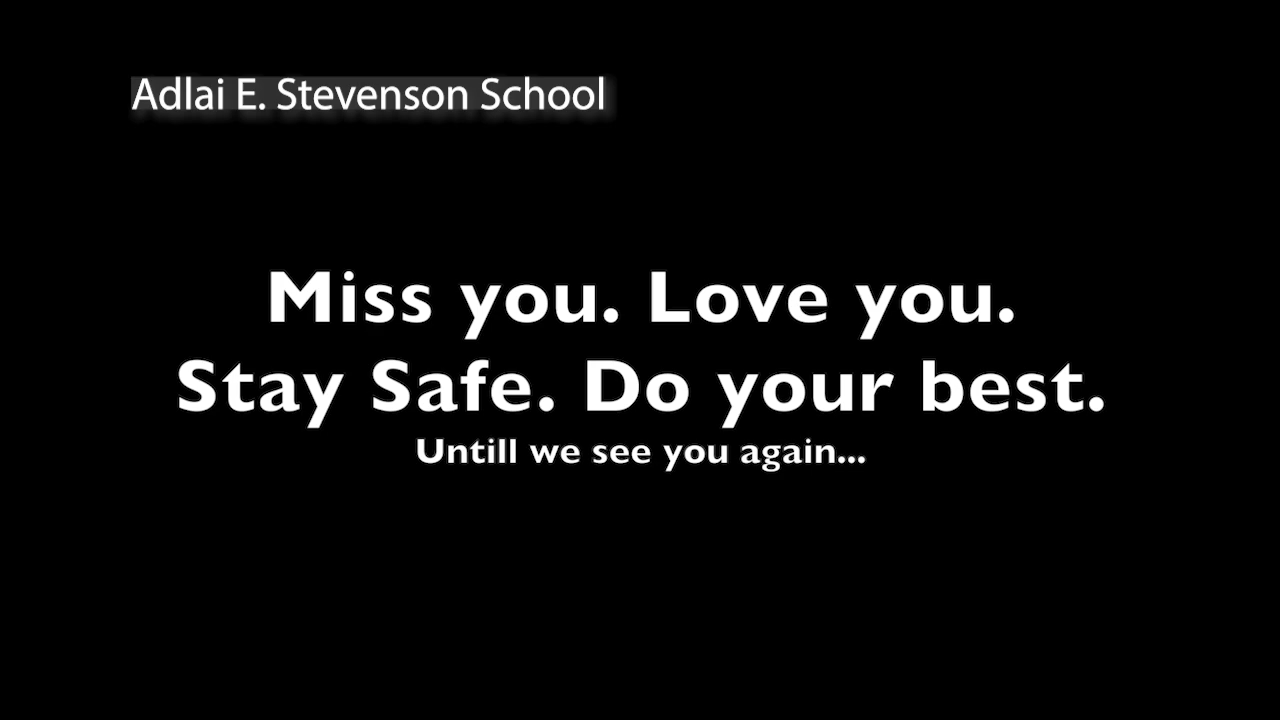 Adlai E. Stevenson School
Miss you. Love you.
Stay Safe. Do your best.
Untill we see you again...